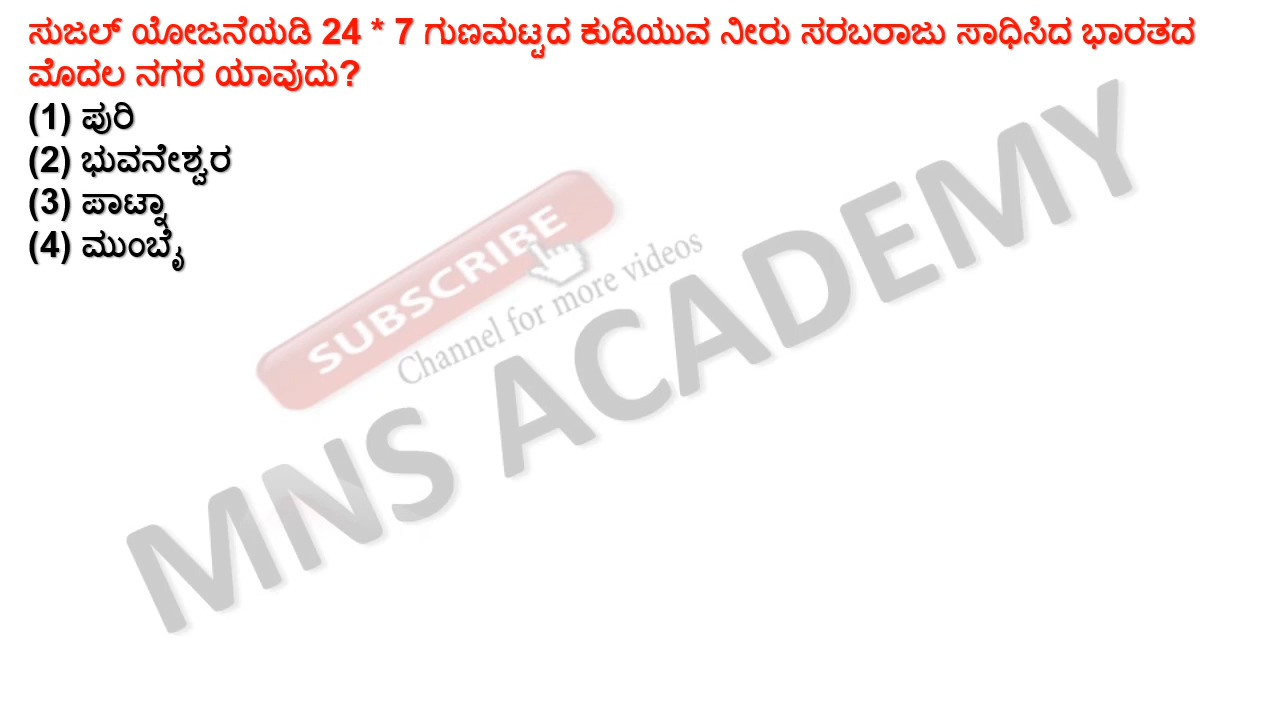 ಸುಜಲ್ ಯೋಜನೆಯಡಿ 24 * 7 ಗುಣಮಟ್ಟದ ಕುಡಿಯುವ ನೀರು ಸರಬರಾಜು ಸಾಧಿಸಿದ ಭಾರತದ
ಮೊದಲ ನಗರ ಯಾವುದು?
(1) ಪುರಿ
(2) ಭುವನೇಶ್ವರ
(3) ಪಾಟ್ನಾ
(4) ಮುಂಬೈ
SUBSCRIBE
Channel for more videos
MNS ACADEMY